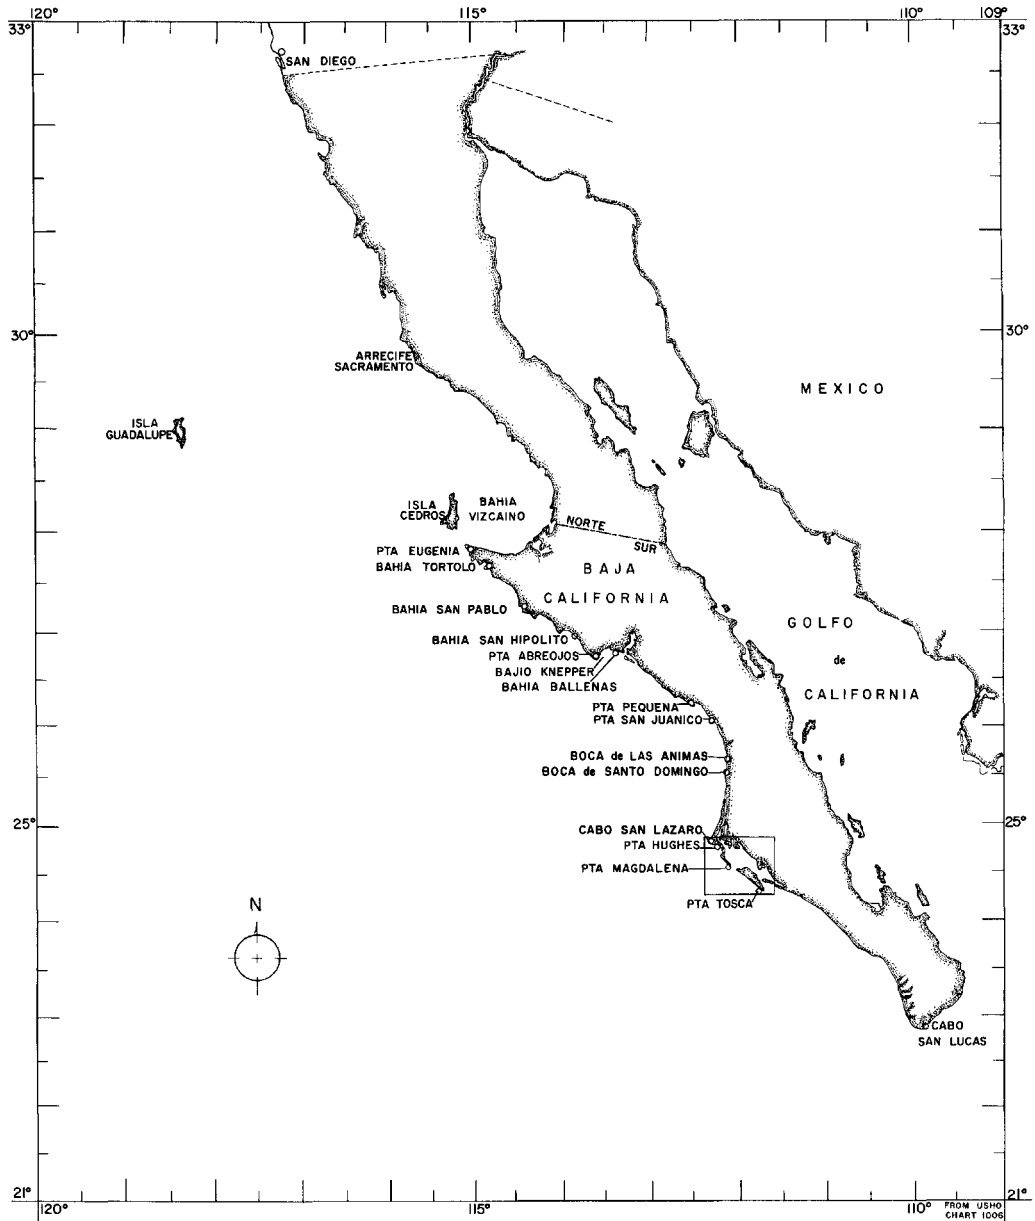 120°
115°
110°
109°
33°
33°
SAN DIEGO
30°
30°
ARRECIFE
SACRAMENTO
MEXICO
ISLA
GUADALUPE
ISLA
CEDROS
BAHIA
VIZCAINO
NORTE
SUR
PTA EUGENIA
BAHIA TORTOLO
BAJA
CALIFORNIA
BAHIA SAN PABLO
GOLFO
de
CALIFORNIA
BAHIA SAN HIPOLITO
PTA ABREOJOS
BAJIO KNEPPER
BAHIA BALLENAS
PTA PEQUENA
PTA SAN JUANICO
BOCA de LAS ANIMAS
BOCA de SANTO DOMINGO
25°
25°
CABO SAN LAZARO
PTA HUGHES
PTA MAGDALENA
PTA TOSCA
N
CABO
SAN LUCAS
21°
21°
120°
115°
110°
FROM USHO
CHART 1006